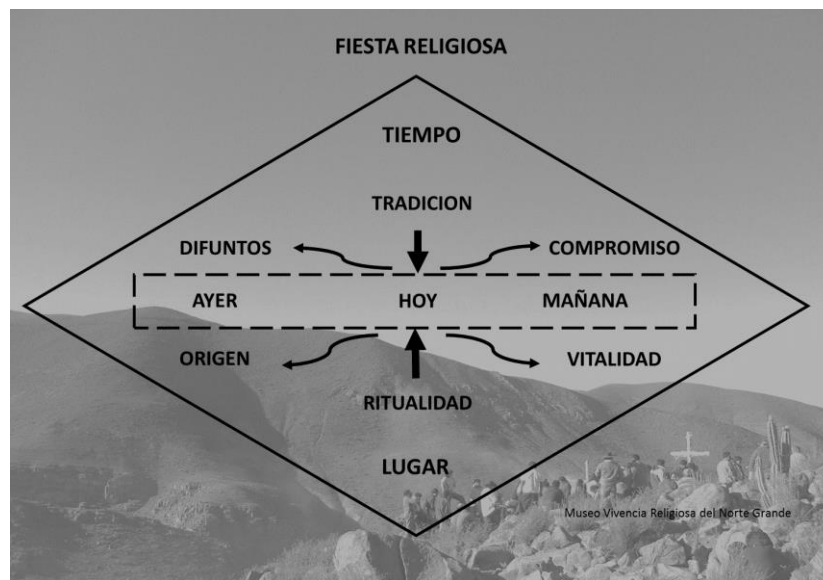 FIESTA RELIGIOSA
TIEMPO
TRADICION
DIFUNTOS COMPROMISO
AYER HOY MAÑANA
ORIGEN VITALIDAD
RITUALIDAD
LUGAR
Museo Vivencia Religiosa del Norte Grande